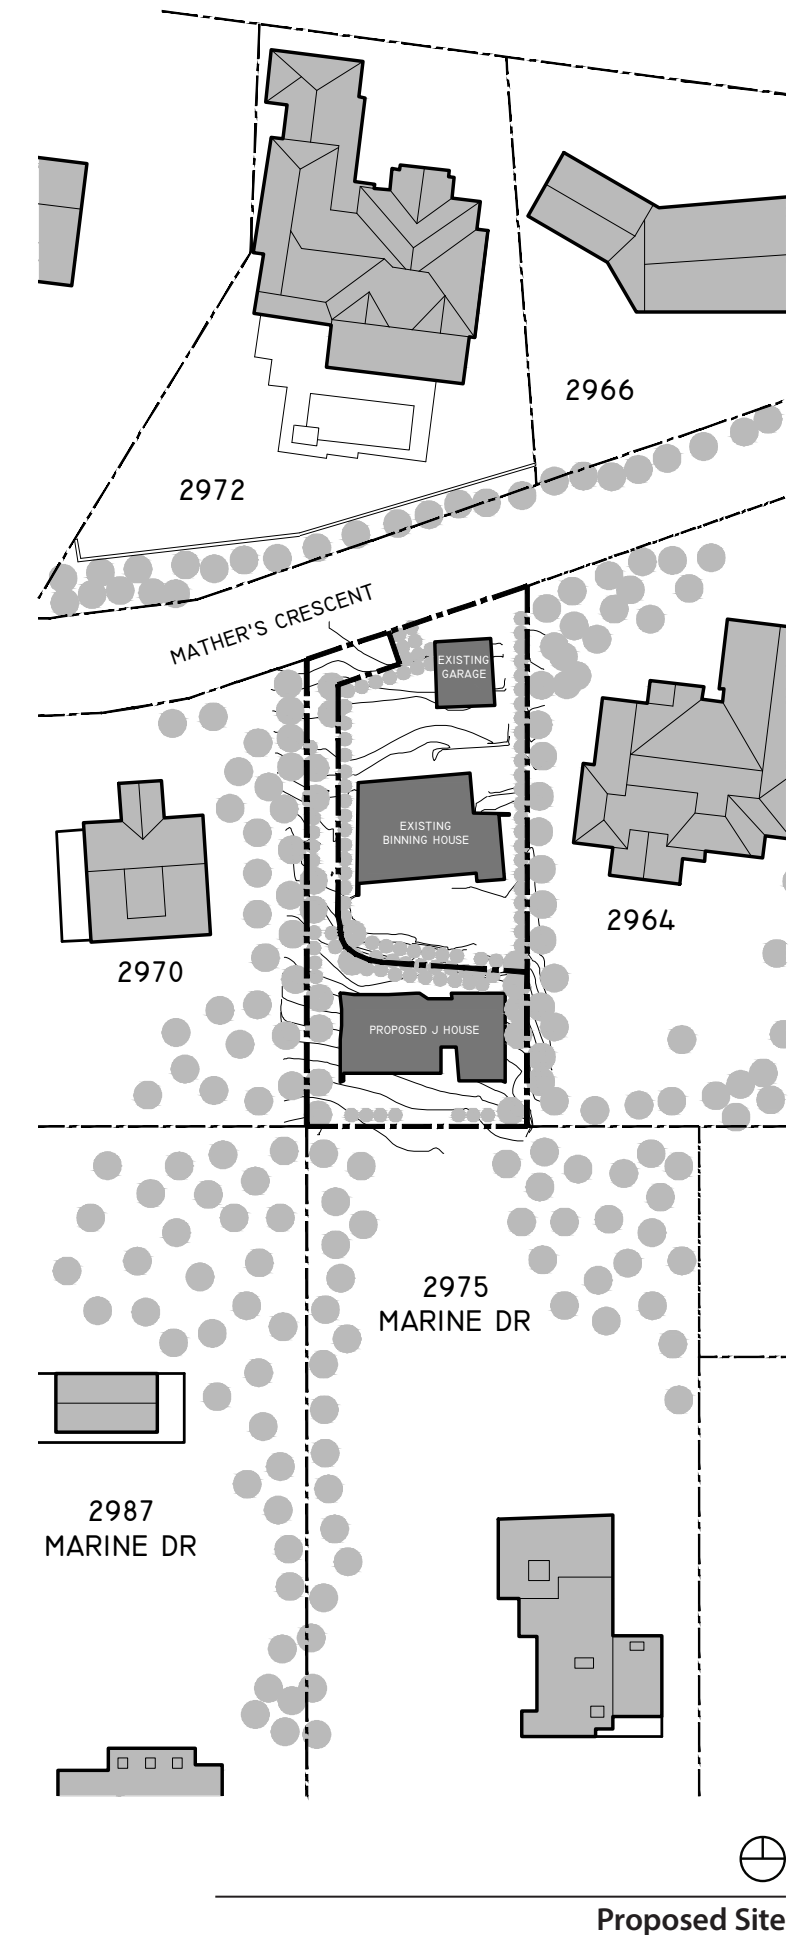 2966
2972
MATHER'S CRESCENT
EXISTING
GARAGE
EXISTING
BINNING HOUSE
2964
2970
PROPOSED J HOUSE
2975
MARINE DR
2987
MARINE DR
Proposed Site